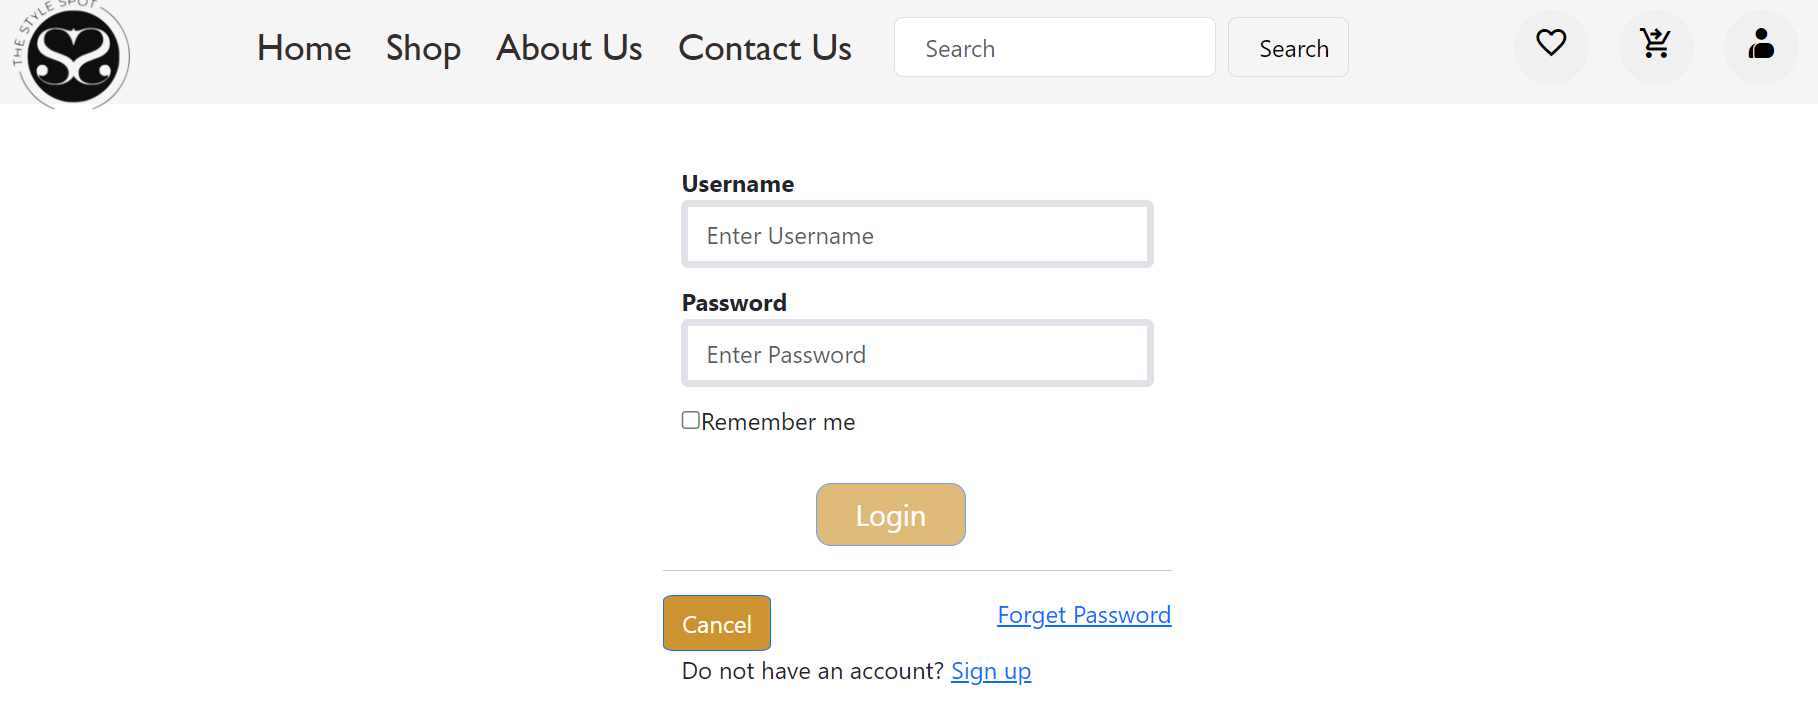 THE STYLE SPOT
Home Shop About Us Contact Us Search Search
Username
Enter Username
Password
Enter Password
Remember me
Login
Cancel Forget Password
Do not have an account? Sign up